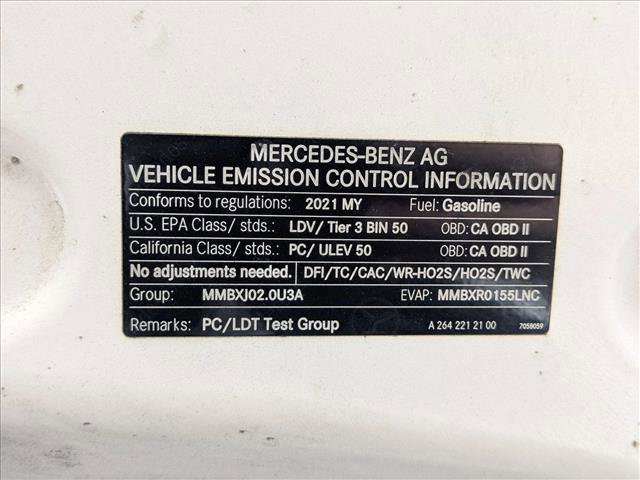 MERCEDES-BENZ AG
VEHICLE EMISSION CONTROL INFORMATION
Conforms to regulations: 2021 MY Fuel: Gasoline
U.S. EPA Class/ stds.: LDV/ Tier 3 BIN 50 OBD: CA OBD II
California Class/ stds.: PC/ ULEV 50 OBD: CA OBD II
No adjustments needed. DFI/TC/CAC/WR-HO2S/HO2S/TWC
Group: MMBXJ02.0U3A EVAP: MMBXR0155LNC
Remarks: PC/LDT Test Group A 264 221 21 00 7058059